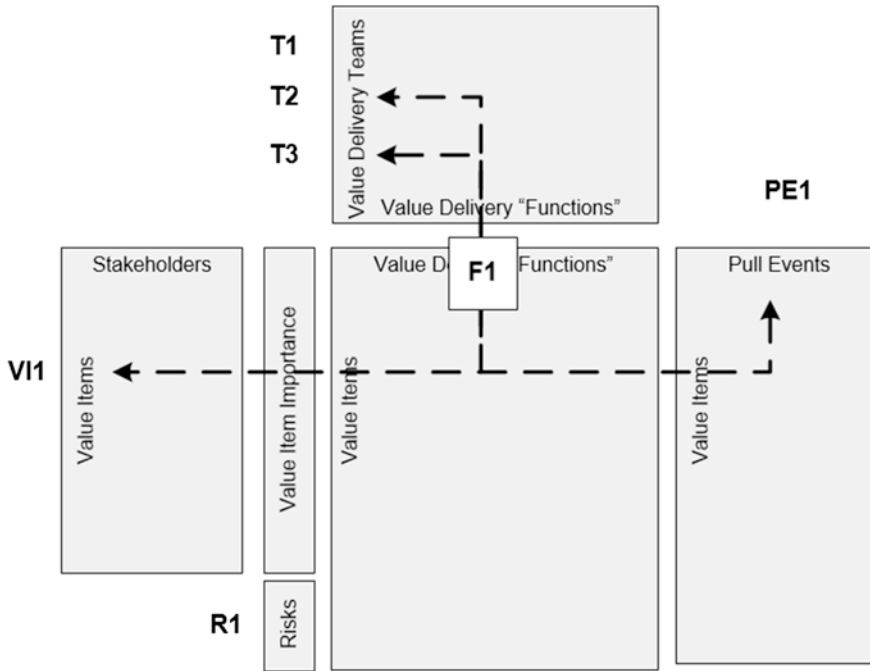 T1
T2
T3
Value Delivery Teams
Value Delivery “Functions”
PE1
Stakeholders
Value De
F1
Functions”
Pull Events
VI1
Value Items
Value Item Importance
Value Items
Value Items
R1
Risks